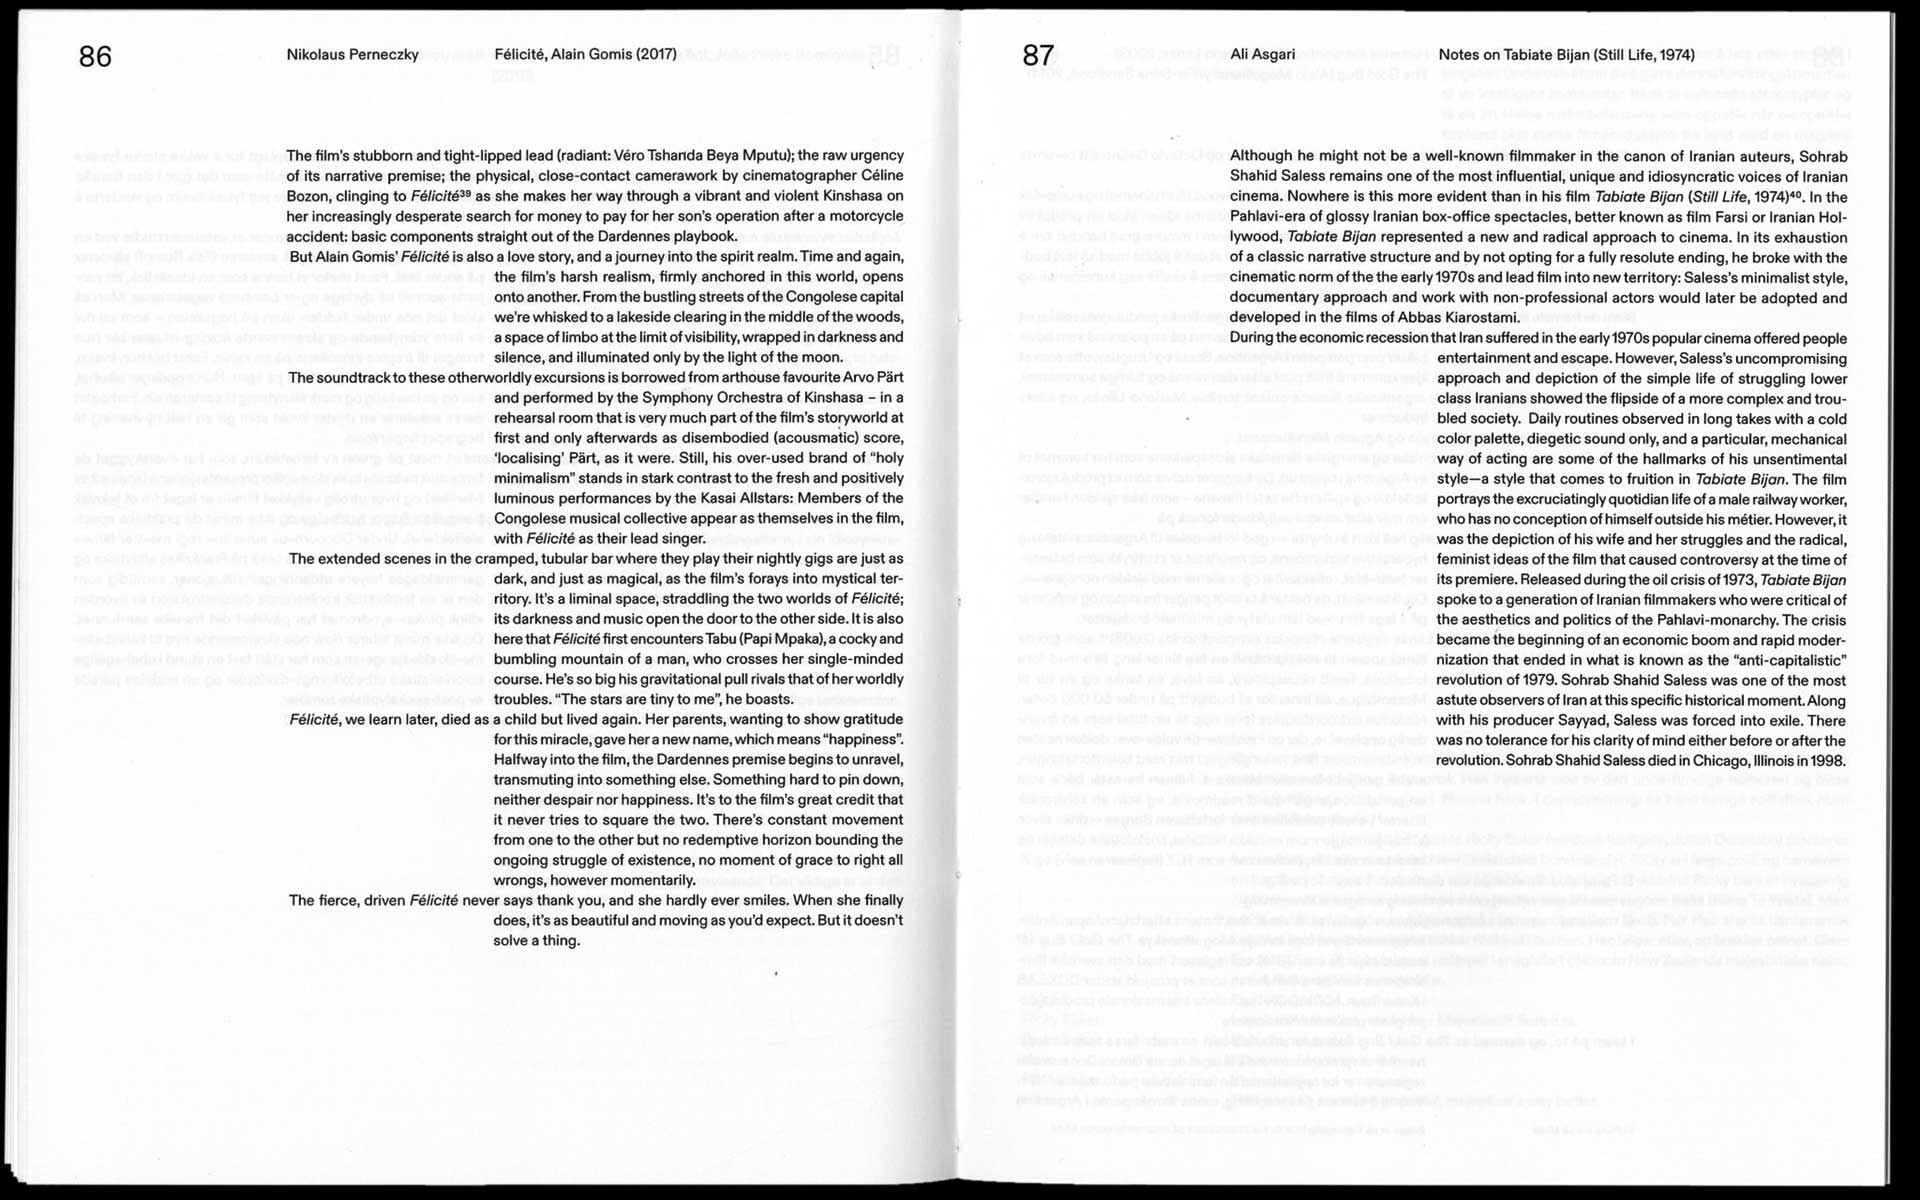 86
Nikolaus Perneczky
Félicité, Alain Gomis (2017)
The film's stubborn and tight-lipped lead (radiant: Véro Tshanda Beya Mputu); the raw urgency
of its narrative premise; the physical, close-contact camerawork by cinematographer Céline
Bozon, clinging to Félicité³⁹ as she makes her way through a vibrant and violent Kinshasa on
her increasingly desperate search for money to pay for her son's operation after a motorcycle
accident: basic components straight out of the Dardennes playbook.
But Alain Gomis' Félicité is also a love story, and a journey into the spirit realm. Time and again,
the film's harsh realism, firmly anchored in this world, opens
onto another. From the bustling streets of the Congolese capital
we're whisked to a lakeside clearing in the middle of the woods,
a space of limbo at the limit of visibility, wrapped in darkness and
silence, and illuminated only by the light of the moon.
The soundtrack to these otherworldly excursions is borrowed from arthouse favourite Arvo Pärt
and performed by the Symphony Orchestra of Kinshasa – in a
rehearsal room that is very much part of the film's storyworld at
first and only afterwards as disembodied (acousmatic) score,
'localising' Pärt, as it were. Still, his over-used brand of “holy
minimalism” stands in stark contrast to the fresh and positively
luminous performances by the Kasai Allstars: Members of the
Congolese musical collective appear as themselves in the film,
with Félicité as their lead singer.
The extended scenes in the cramped, tubular bar where they play their nightly gigs are just as
dark, and just as magical, as the film's forays into mystical ter-
ritory. It's a liminal space, straddling the two worlds of Félicité;
its darkness and music open the door to the other side. It is also
here that Félicité first encounters Tabu (Papi Mpaka), a cocky and
bumbling mountain of a man, who crosses her single-minded
course. He's so big his gravitational pull rivals that of her worldly
troubles. “The stars are tiny to me”, he boasts.
Félicité, we learn later, died as a child but lived again. Her parents, wanting to show gratitude
for this miracle, gave her a new name, which means “happiness”.
Halfway into the film, the Dardennes premise begins to unravel,
transmuting into something else. Something hard to pin down,
neither despair nor happiness. It's to the film's great credit that
it never tries to square the two. There's constant movement
from one to the other but no redemptive horizon bounding the
ongoing struggle of existence, no moment of grace to right all
wrongs, however momentarily.
The fierce, driven Félicité never says thank you, and she hardly ever smiles. When she finally
does, it's as beautiful and moving as you'd expect. But it doesn't
solve a thing.
87
Ali Asgari
Notes on Tabiate Bijan (Still Life, 1974)
Although he might not be a well-known filmmaker in the canon of Iranian auteurs, Sohrab
Shahid Saless remains one of the most influential, unique and idiosyncratic voices of Iranian
cinema. Nowhere is this more evident than in his film Tabiate Bijan (Still Life, 1974)⁴⁰. In the
Pahlavi-era of glossy Iranian box-office spectacles, better known as film Farsi or Iranian Hol-
lywood, Tabiate Bijan represented a new and radical approach to cinema. In its exhaustion
of a classic narrative structure and by not opting for a fully resolute ending, he broke with the
cinematic norm of the the early 1970s and lead film into new territory: Saless's minimalist style,
documentary approach and work with non-professional actors would later be adopted and
developed in the films of Abbas Kiarostami.
During the economic recession that Iran suffered in the early 1970s popular cinema offered people
entertainment and escape. However, Saless's uncompromising
approach and depiction of the simple life of struggling lower
class Iranians showed the flipside of a more complex and trou-
bled society. Daily routines observed in long takes with a cold
color palette, diegetic sound only, and a particular, mechanical
way of acting are some of the hallmarks of his unsentimental
style—a style that comes to fruition in Tabiate Bijan. The film
portrays the excruciatingly quotidian life of a male railway worker,
who has no conception of himself outside his métier. However, it
was the depiction of his wife and her struggles and the radical,
feminist ideas of the film that caused controversy at the time of
its premiere. Released during the oil crisis of 1973, Tabiate Bijan
spoke to a generation of Iranian filmmakers who were critical of
the aesthetics and politics of the Pahlavi-monarchy. The crisis
became the beginning of an economic boom and rapid moder-
nization that ended in what is known as the “anti-capitalistic”
revolution of 1979. Sohrab Shahid Saless was one of the most
astute observers of Iran at this specific historical moment. Along
with his producer Sayyad, Saless was forced into exile. There
was no tolerance for his clarity of mind either before or after the
revolution. Sohrab Shahid Saless died in Chicago, Illinois in 1998.